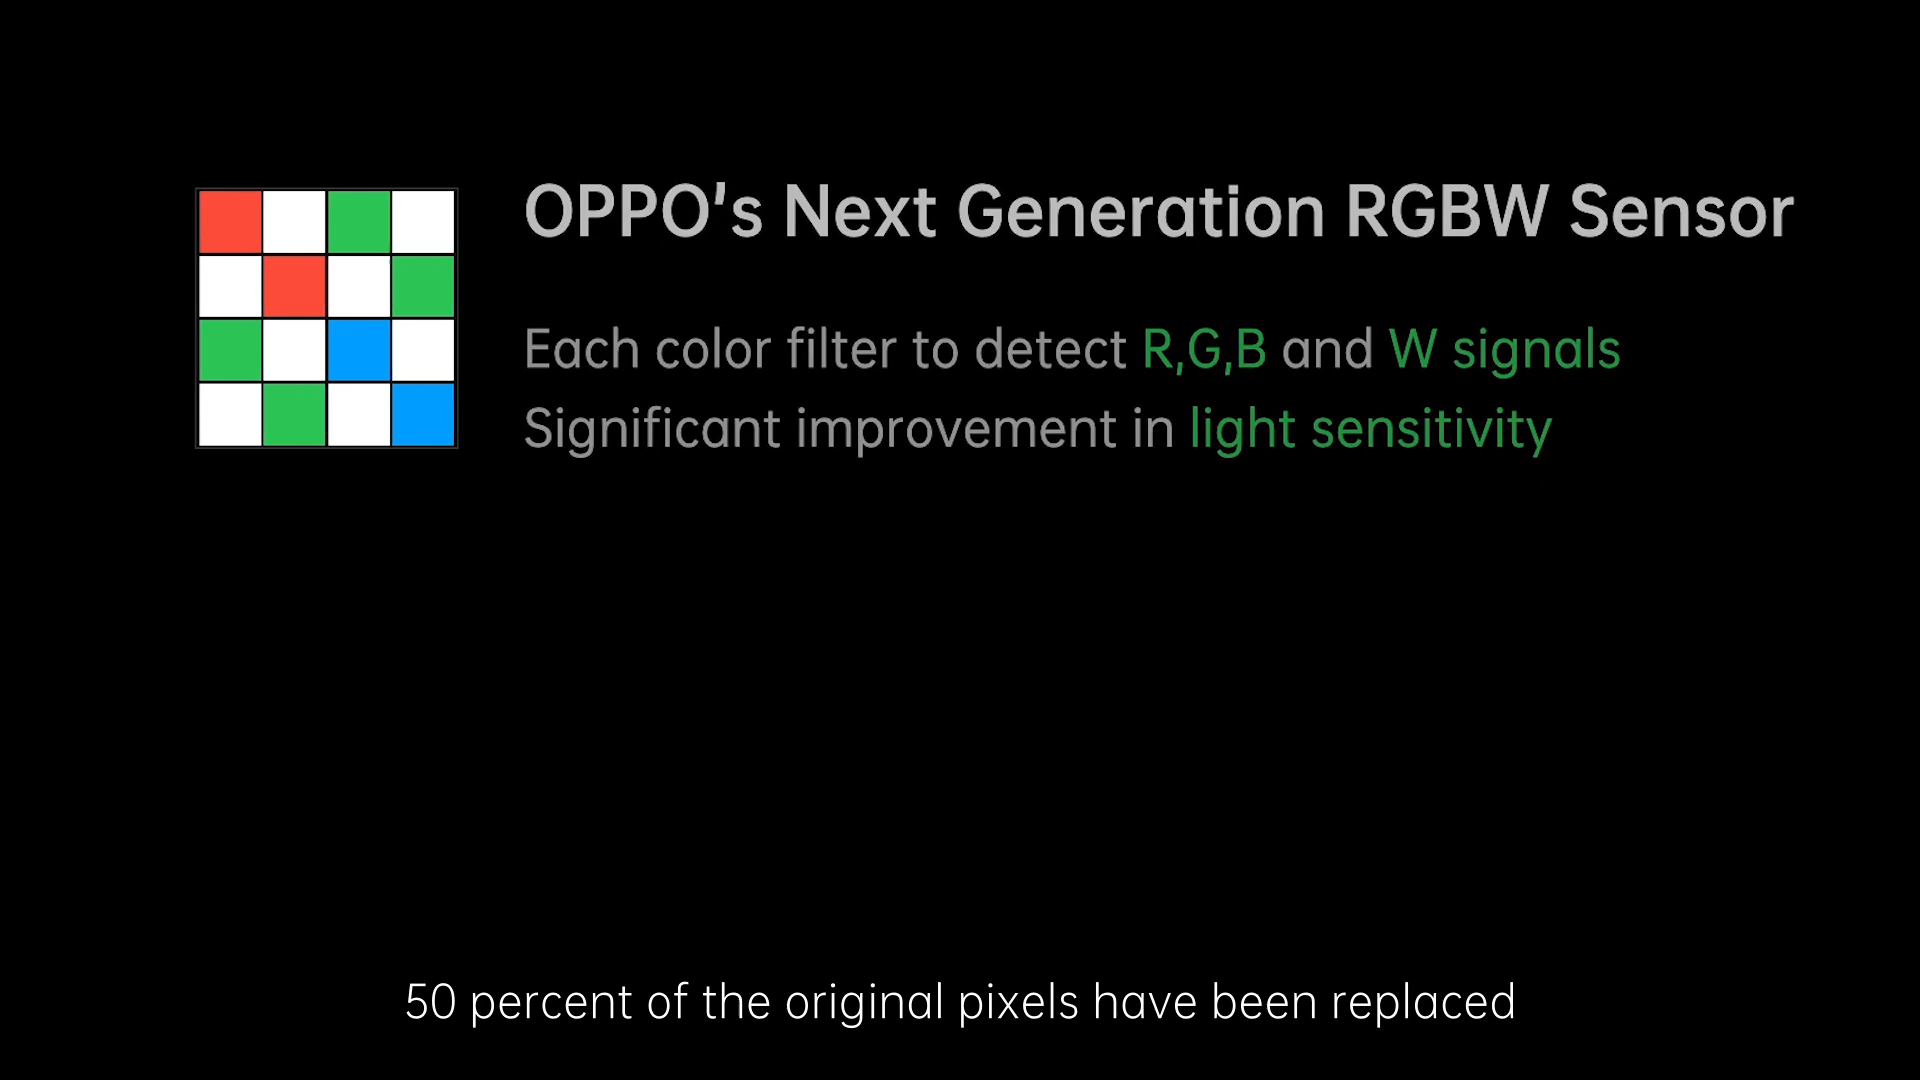 OPPO's Next Generation RGBW Sensor
Each color filter to detect R,G,B and W signals
Significant improvement in light sensitivity
50 percent of the original pixels have been replaced